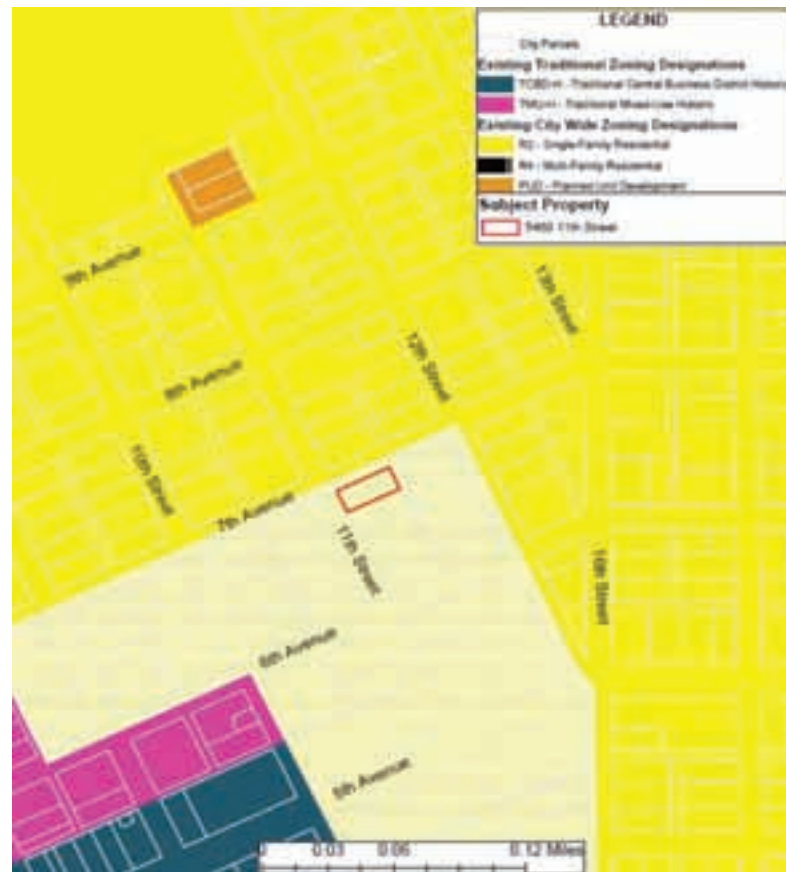 LEGEND
City Parcels
Existing Traditional Zoning Designations
TCBD-H - Traditional Central Business District Historic
TMU-H - Traditional Mixed-Use Historic
Existing City Wide Zoning Designations
R2 - Single-Family Residential
R4 - Multi-Family Residential
PUD - Planned Unit Development
Subject Property
11th Street
9th Avenue
13th Street
12th Street
8th Avenue
10th Street
7th Avenue
11th Street
6th Avenue
5th Avenue
0.03 0.06 0.12 Miles